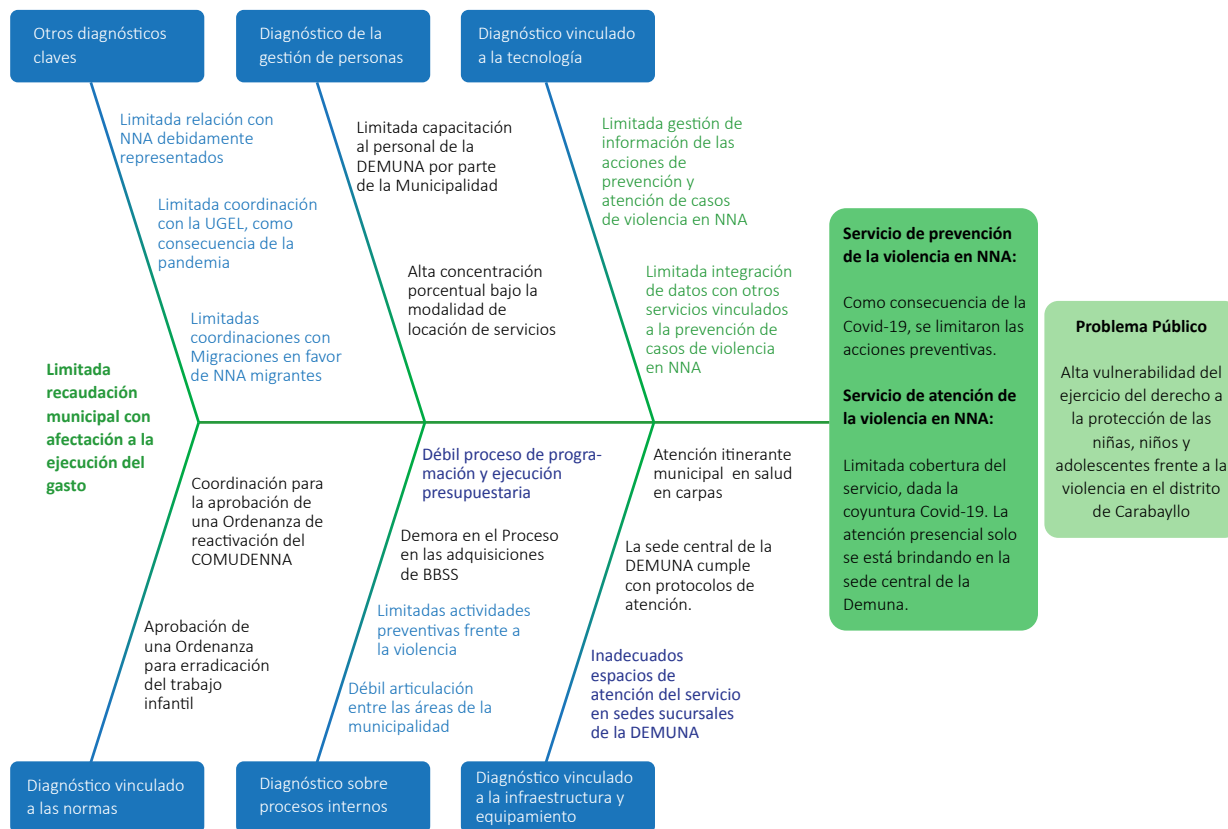 Otros diagnósticos
claves
Diagnóstico de la
gestión de personas
Diagnóstico vinculado
a la tecnología
Limitada relación con
NNA debidamente
representados
Limitada coordinación
con la UGEL, como
consecuencia de la
pandemia
Limitadas
coordinaciones con
Migraciones en favor
de NNA migrantes
Limitada capacitación
al personal de la
DEMUNA por parte
de la Municipalidad
Alta concentración
porcentual bajo la
modalidad de
locación de servicios
Limitada gestión de
información de las
acciones de
prevención y
atención de casos
de violencia en NNA
Limitada integración
de datos con otros
servicios vinculados
a la prevención de
casos de violencia
en NNA
Limitada
recaudación
municipal con
afectación a la
ejecución del
gasto
Coordinación para
la aprobación de
una Ordenanza de
reactivación del
COMUDENNA
Aprobación de
una Ordenanza
para erradicación
del trabajo
infantil
Débil proceso de progra-
mación y ejecución
presupuestaria
Demora en el Proceso
en las adquisiciones
de BBSS
Limitadas actividades
preventivas frente a
la violencia
Débil articulación
entre las áreas de la
municipalidad
Atención itinerante
municipal en salud
en carpas
La sede central de la
DEMUNA cumple
con protocolos de
atención.
Inadecuados
espacios de
atención del servicio
en sedes sucursales
de la DEMUNA
Diagnóstico vinculado
a las normas
Diagnóstico sobre
procesos internos
Diagnóstico vinculado
a la infraestructura y
equipamiento
Servicio de prevención
de la violencia en NNA:
Como consecuencia de la
Covid-19, se limitaron las
acciones preventivas.
Servicio de atención de
la violencia en NNA:
Limitada cobertura del
servicio, dada la
coyuntura Covid-19. La
atención presencial solo
se está brindando en la
sede central de la
Demuna.
Problema Público
Alta vulnerabilidad del
ejercicio del derecho a
la protección de las
niñas, niños y
adolescentes frente a la
violencia en el distrito
de Carabayllo